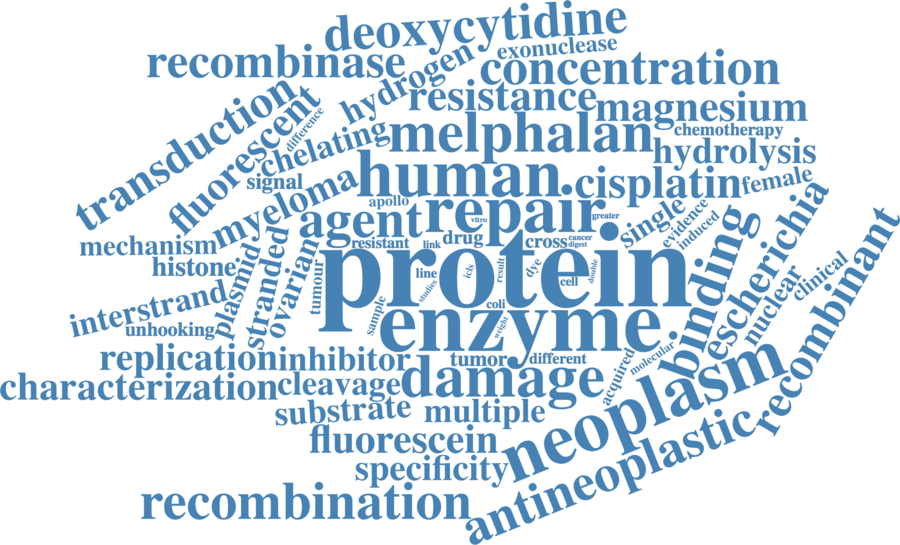 deoxycytidine
exonuclease
recombinase
hydrogen
concentration
transduction
fluorescent
difference
resistance
magnesium
chelating
melphalan
chemotherapy
hydrolysis
signal
myeloma
human
cisplatin
female
apollo
agent
vitro
repair
greater
single
evidence
induced
mechanism
resistant
link
drug
cross
cancer
digest
histone
plasmid
stranded
ovarian
tumour
protein
line
studies
icls
result
dye
cell
double
binding
escherichia
nuclear
clinical
recombinant
interstrand
unhooking
sample
coli
weight
enzyme
replication
inhibitor
tumor
different
acquired
molecular
characterization
cleavage
damage
neoplasm
substrate
multiple
fluorescein
specificity
antineoplastic
recombination